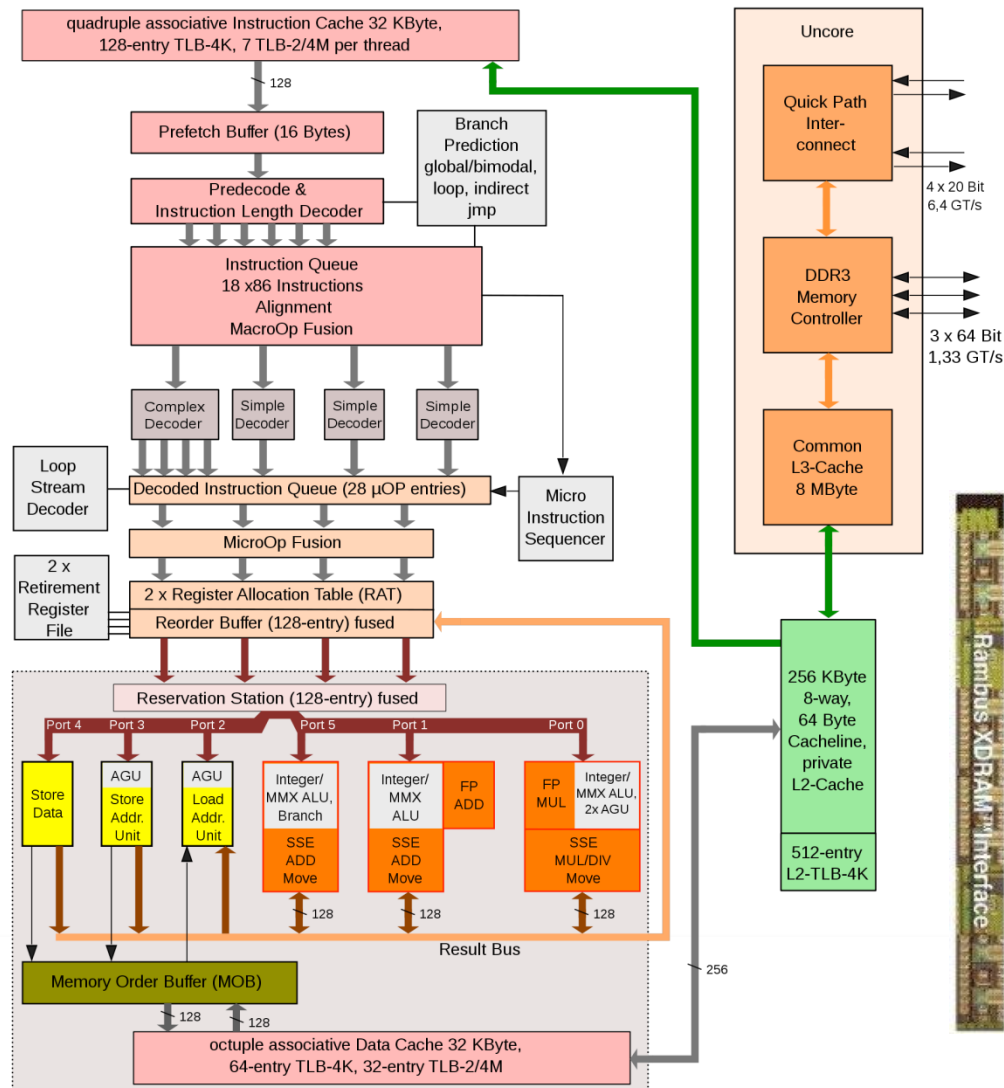 quadruple associative Instruction Cache 32 KByte,
128-entry TLB-4K, 7 TLB-2/4M per thread
128
Prefetch Buffer (16 Bytes)
Predecode &
Instruction Length Decoder
Branch
Prediction
global/bimodal,
loop, indirect
jmp
Instruction Queue
18 x86 Instructions
Alignment
MacroOp Fusion
Complex
Decoder
Simple
Decoder
Simple
Decoder
Simple
Decoder
Loop
Stream
Decoder
Decoded Instruction Queue (28 µOP entries)
Micro
Instruction
Sequencer
MicroOp Fusion
2 x
Retirement
Register
File
2 x Register Allocation Table (RAT)
Reorder Buffer (128-entry) fused
Reservation Station (128-entry) fused
Port 4
Port 3
Port 2
Port 5
Port 1
Port 0
Store
Data
AGU
Store
Addr.
Unit
AGU
Load
Addr.
Unit
Integer/
MMX ALU,
Branch
SSE
ADD
Move
Integer/
MMX
ALU
FP
ADD
SSE
ADD
Move
FP
MUL
Integer/
MMX ALU,
2x AGU
SSE
MUL/DIV
Move
128
128
128
Result Bus
Memory Order Buffer (MOB)
128
128
octuple associative Data Cache 32 KByte,
64-entry TLB-4K, 32-entry TLB-2/4M
256
Uncore
Quick Path
Inter-
connect
4 x 20 Bit
6,4 GT/s
DDR3
Memory
Controller
3 x 64 Bit
1,33 GT/s
Common
L3-Cache
8 MByte
256 KByte
8-way,
64 Byte
Cacheline,
private
L2-Cache
512-entry
L2-TLB-4K
Rambus XDRAM™Interface